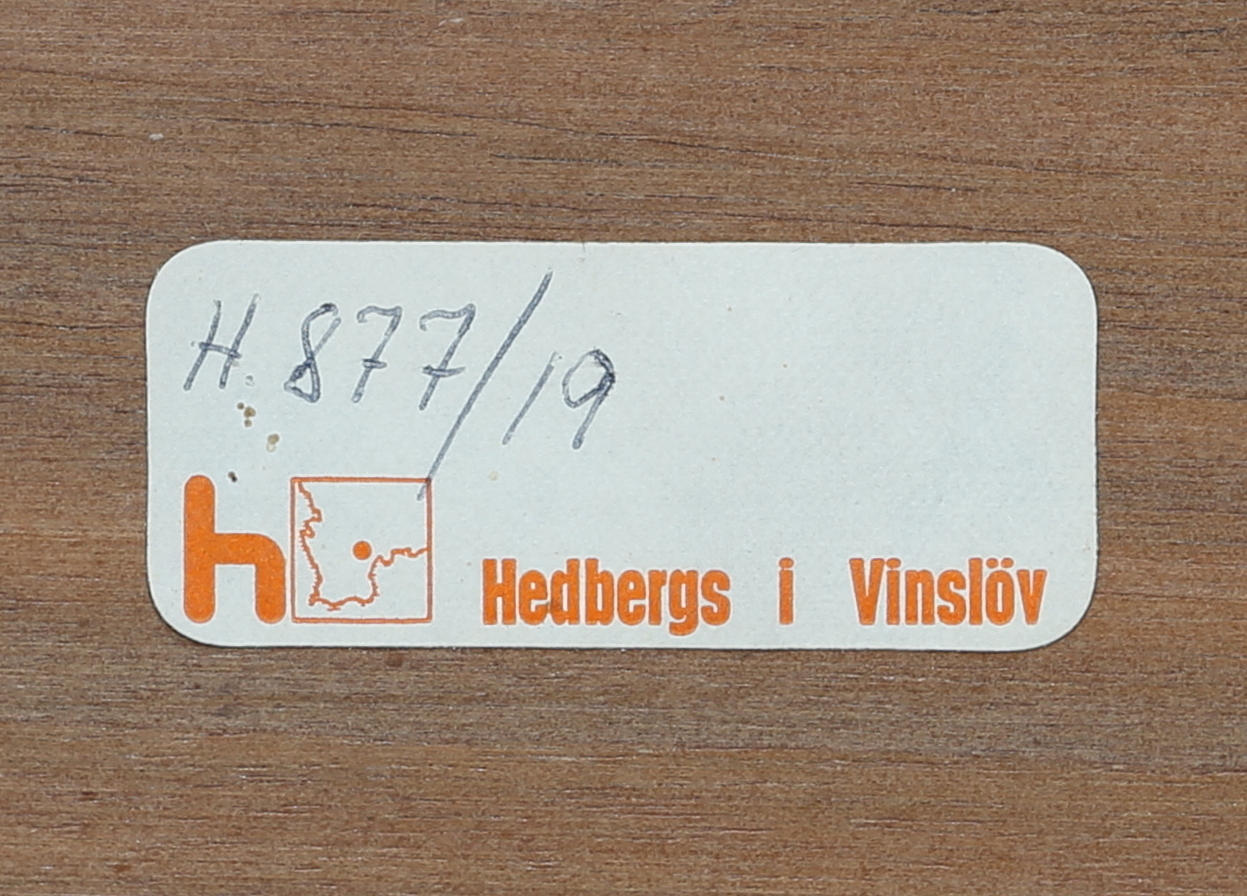 H. 877/19
h
Hedbergs i Vinslöv